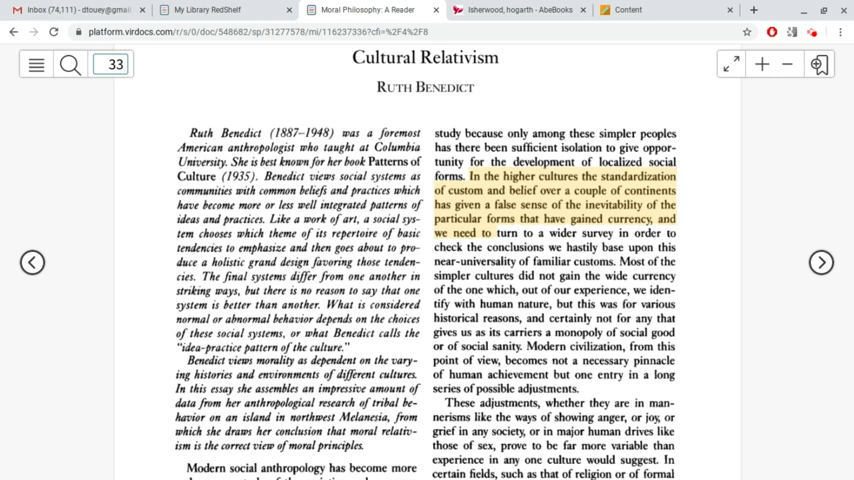 Inbox (74,111) - dtouey@gmai
My Library RedShelf
Moral Philosophy: A Reader
Isherwood, hogarth - AbeBooks
Content
platform.virdocs.com/r/s/0/doc/548682/sp/31277578/mi/116237336?cfi=%2F4%2F8
33
Cultural Relativism
RUTH BENEDICT
Ruth Benedict (1887–1948) was a foremost
American anthropologist who taught at Columbia
University. She is best known for her book Patterns of
Culture (1935). Benedict views social systems as
communities with common beliefs and practices which
have become more or less well integrated patterns of
ideas and practices. Like a work of art, a social sys-
tem chooses which theme of its repertoire of basic
tendencies to emphasize and then goes about to pro-
duce a holistic grand design favoring those tenden-
cies. The final systems differ from one another in
striking ways, but there is no reason to say that one
system is better than another. What is considered
normal or abnormal behavior depends on the choices
of these social systems, or what Benedict calls the
"idea-practice pattern of the culture."
Benedict views morality as dependent on the vary-
ing histories and environments of different cultures.
In this essay she assembles an impressive amount of
data from her anthropological research of tribal be-
havior on an island in northwest Melanesia, from
which she draws her conclusion that moral relativ-
ism is the correct view of moral principles.
Modern social anthropology has become more
study because only among these simpler peoples
has there been sufficient isolation to give oppor-
tunity for the development of localized social
forms. In the higher cultures the standardization
of custom and belief over a couple of continents
has given a false sense of the inevitability of the
particular forms that have gained currency, and
we need to turn to a wider survey in order to
check the conclusions we hastily base upon this
near-universality of familiar customs. Most of the
simpler cultures did not gain the wide currency
of the one which, out of our experience, we iden-
tify with human nature, but this was for various
historical reasons, and certainly not for any that
gives us as its carriers a monopoly of social good
or of social sanity. Modern civilization, from this
point of view, becomes not a necessary pinnacle
of human achievement but one entry in a long
series of possible adjustments.
These adjustments, whether they are in man-
nerisms like the ways of showing anger, or joy, or
grief in any society, or in major human drives like
those of sex, prove to be far more variable than
experience in any one culture would suggest. In
certain fields, such as that of religion or of formal